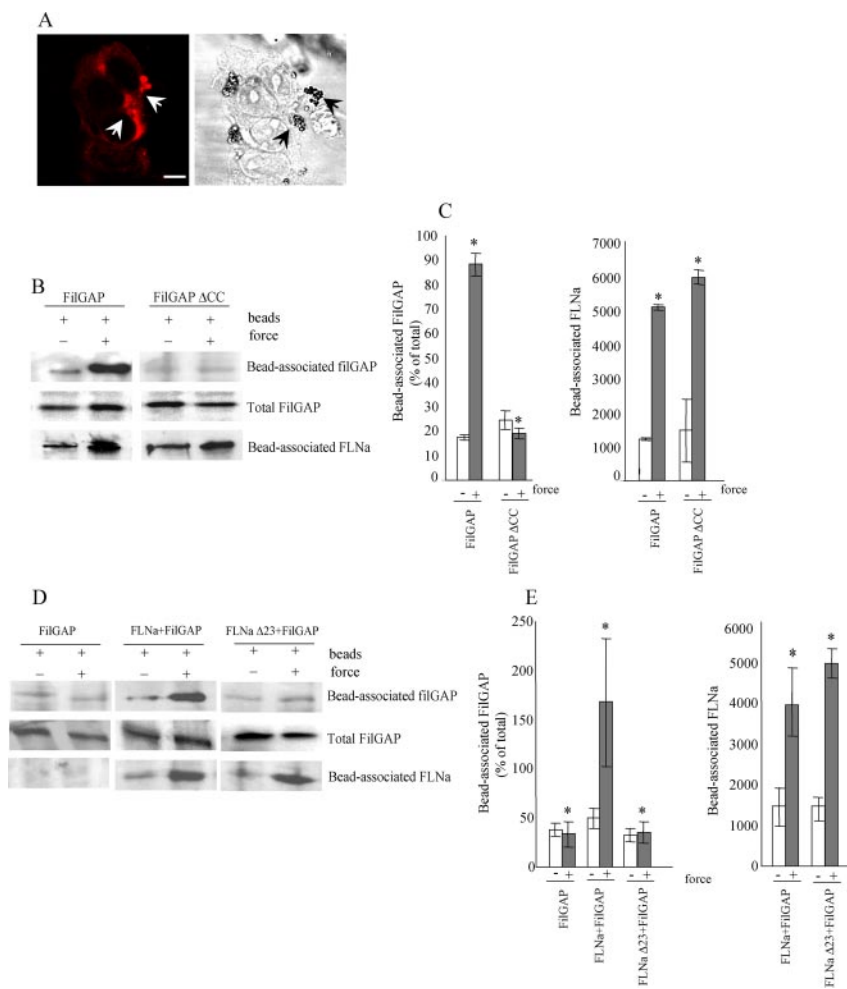 A
B
FilGAP FilGAP ΔCC
+ + + + beads
– + – + force
Bead-associated filGAP
Total FilGAP
Bead-associated FLNa
C
Bead-associated FilGAP
(% of total)
100
90
80
70
60
50
40
30
20
10
0
*
*
- + - + force
FilGAP
FilGAP ΔCC
Bead-associated FLNa
7000
6000
5000
4000
3000
2000
1000
0
*
*
- + - +
FilGAP
FilGAP ΔCC
D
FilGAP FLNa+FilGAP FLNa Δ23+FilGAP
+ + + + + + beads
– + – + – + force
Bead-associated filGAP
Total FilGAP
Bead-associated FLNa
E
Bead-associated FilGAP
(% of total)
250
200
150
100
50
0
*
*
*
- + - + - + force
FilGAP
FLNa+FilGAP
FLNa Δ23+FilGAP
Bead-associated FLNa
6000
5000
4000
3000
2000
1000
0
*
*
- + - +
FLNa+FilGAP
FLNa Δ23+FilGAP